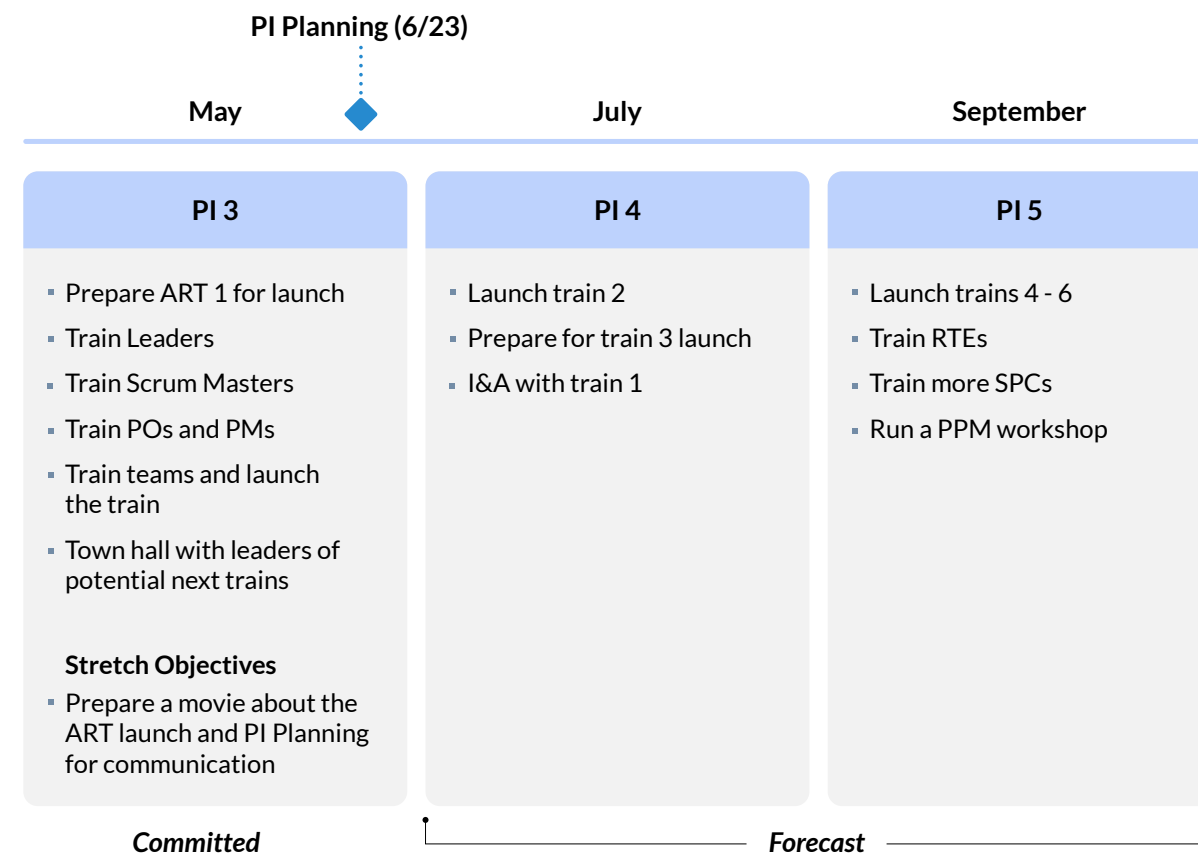 PI Planning (6/23)
May
July
September
PI 3
Prepare ART 1 for launch
Train Leaders
Train Scrum Masters
Train POs and PMs
Train teams and launch
the train
Town hall with leaders of
potential next trains
Stretch Objectives
Prepare a movie about the
ART launch and PI Planning
for communication
Committed
PI 4
Launch train 2
Prepare for train 3 launch
I&A with train 1
PI 5
Launch trains 4 - 6
Train RTEs
Train more SPCs
Run a PPM workshop
Forecast